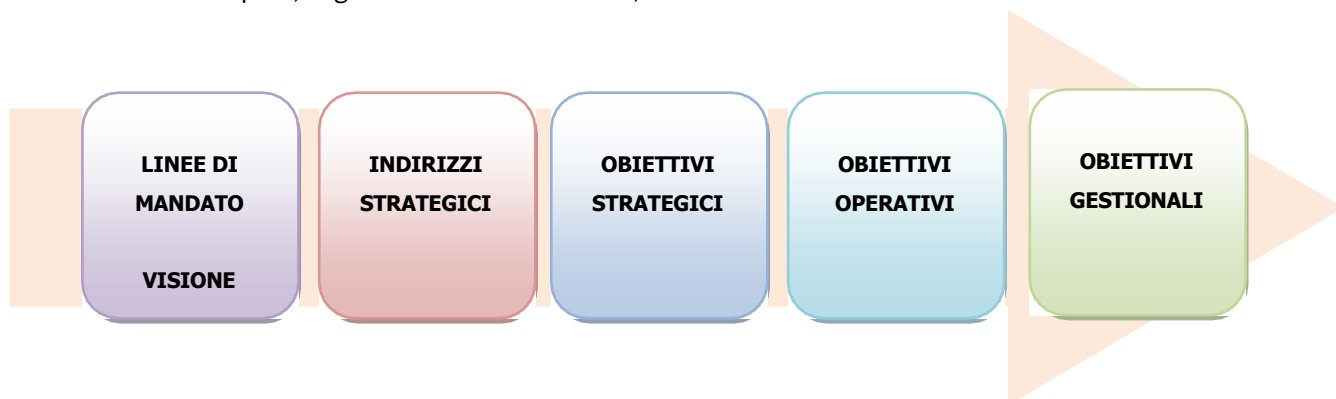 LINEE DI
MANDATO
VISIONE
INDIRIZZI
STRATEGICI
OBIETTIVI
STRATEGICI
OBIETTIVI
OPERATIVI
OBIETTIVI
GESTIONALI